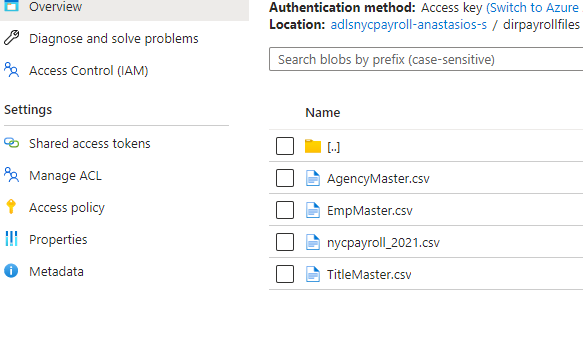 Overview
Diagnose and solve problems
Access Control (IAM)
Settings
Shared access tokens
Manage ACL
Access policy
Properties
Metadata
Authentication method: Access key (Switch to Azure
Location: adlsnycpayroll-anastasios-s / dirpayrollfiles
Search blobs by prefix (case-sensitive)
Name
[..]
AgencyMaster.csv
EmpMaster.csv
nycpayroll_2021.csv
TitleMaster.csv